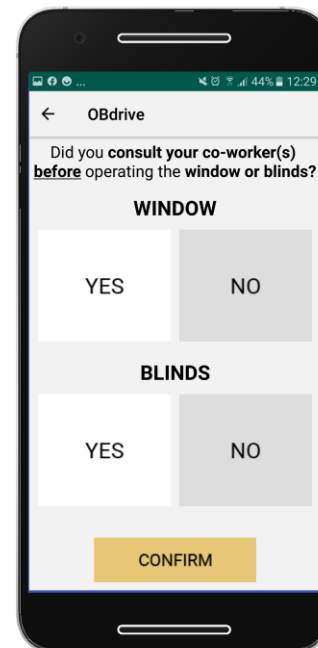 ... 44% 12:29
OBdrive
Did you consult your co-worker(s)
before operating the window or blinds?
WINDOW
YES NO
BLINDS
YES NO
CONFIRM